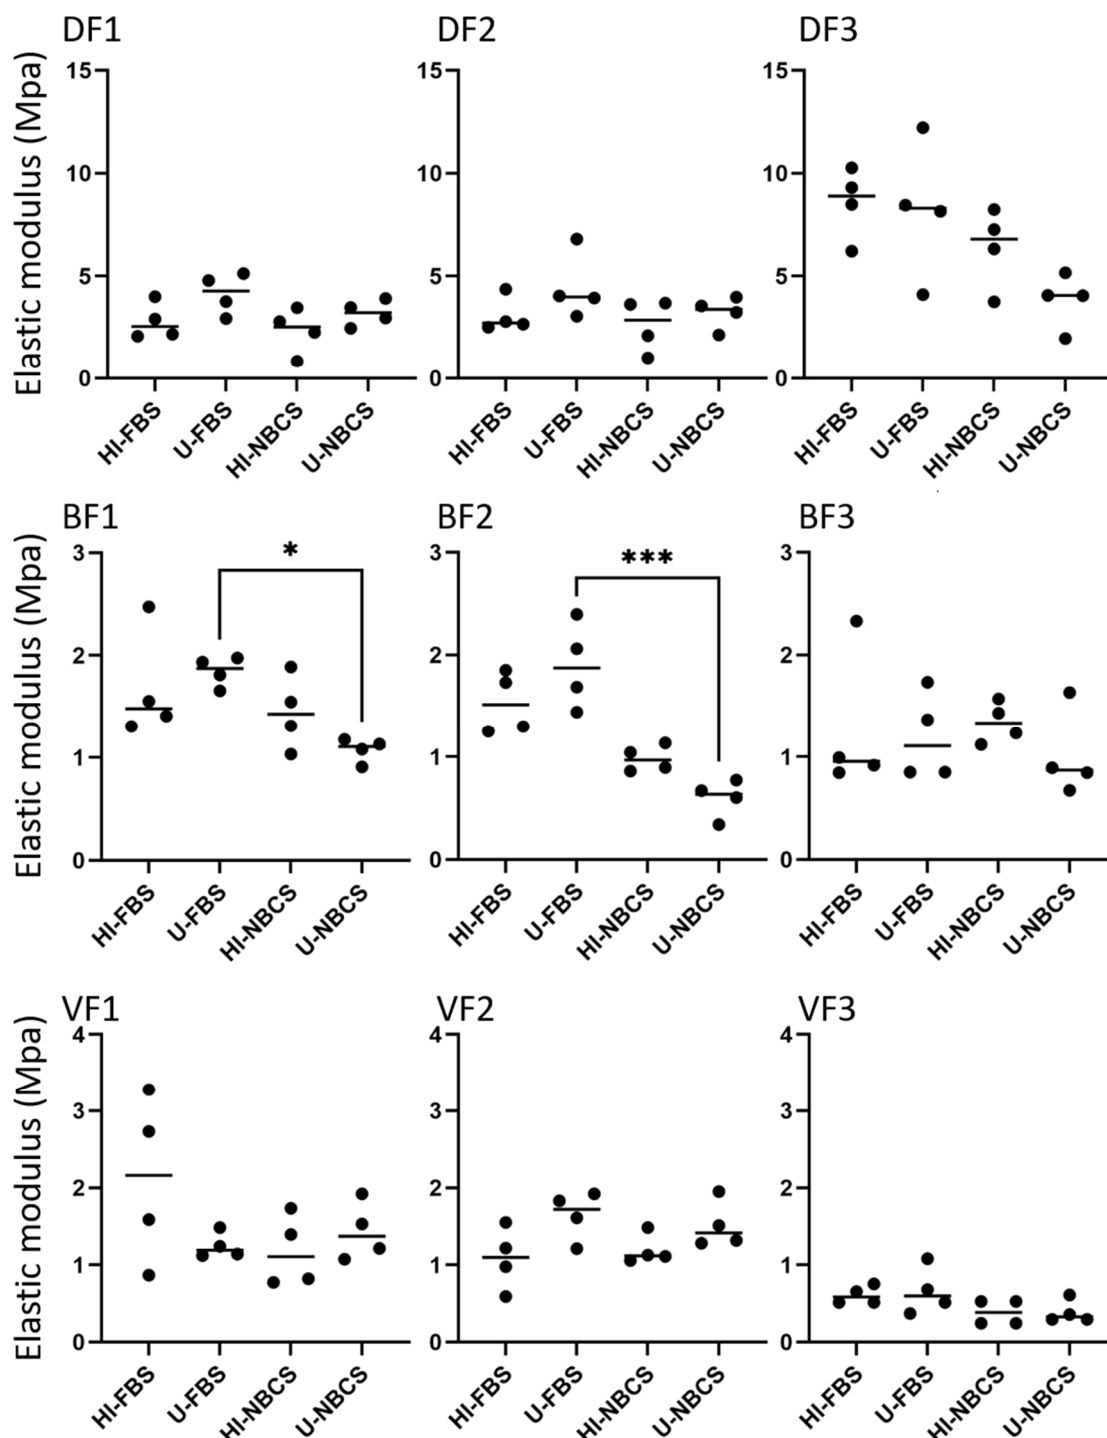 DF1 DF2 DF3
Elastic modulus (Mpa)
15 15 15
10 10 10
5 5 5
0 0 0
HI-FBS U-FBS HI-NBCS U-NBCS HI-FBS U-FBS HI-NBCS U-NBCS HI-FBS U-FBS HI-NBCS U-NBCS
BF1 BF2 BF3
Elastic modulus (Mpa)
3 3 3
* ***
2 2 2
1 1 1
0 0 0
HI-FBS U-FBS HI-NBCS U-NBCS HI-FBS U-FBS HI-NBCS U-NBCS HI-FBS U-FBS HI-NBCS U-NBCS
VF1 VF2 VF3
Elastic modulus (Mpa)
4 4 4
3 3 3
2 2 2
1 1 1
0 0 0
HI-FBS U-FBS HI-NBCS U-NBCS HI-FBS U-FBS HI-NBCS U-NBCS HI-FBS U-FBS HI-NBCS U-NBCS